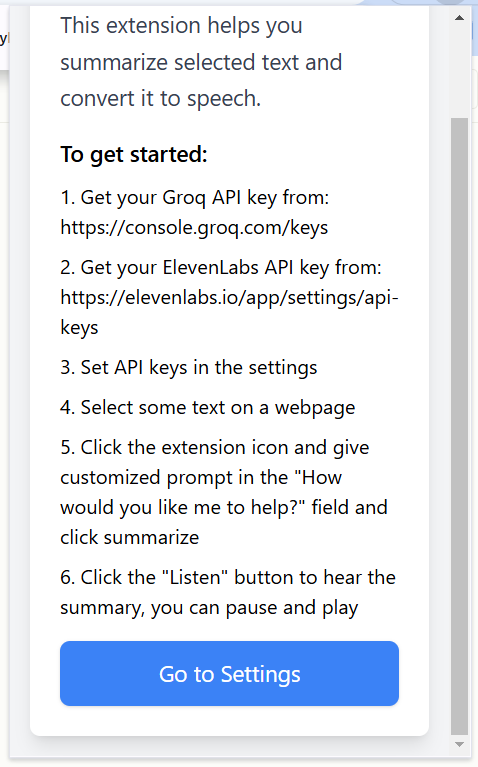 This extension helps you
summarize selected text and
convert it to speech.
To get started:
1. Get your Groq API key from:
https://console.groq.com/keys
2. Get your ElevenLabs API key from:
https://elevenlabs.io/app/settings/api-
keys
3. Set API keys in the settings
4. Select some text on a webpage
5. Click the extension icon and give
customized prompt in the "How
would you like me to help?" field and
click summarize
6. Click the "Listen" button to hear the
summary, you can pause and play
Go to Settings